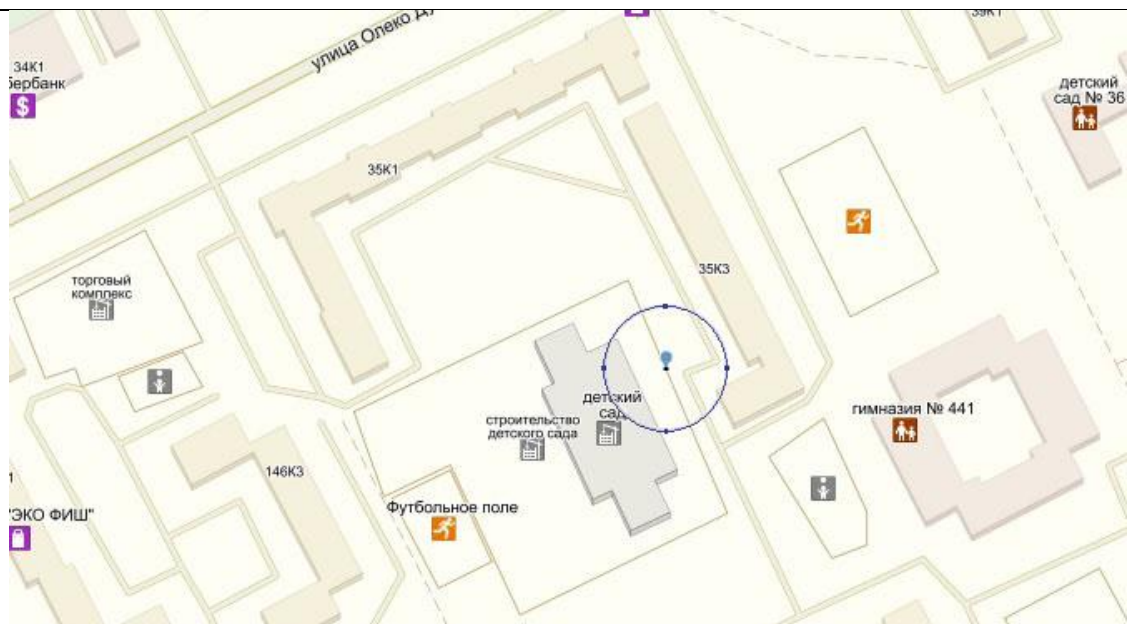 улица Олеко Ду
39К1
34К1
бербанк
$
детский
сад № 36
35К1
35К3
торговый
комплекс
детский
сад
гимназия № 441
строительство
детского сада
146К3
1
"ЭКО ФИШ"
Футбольное поле